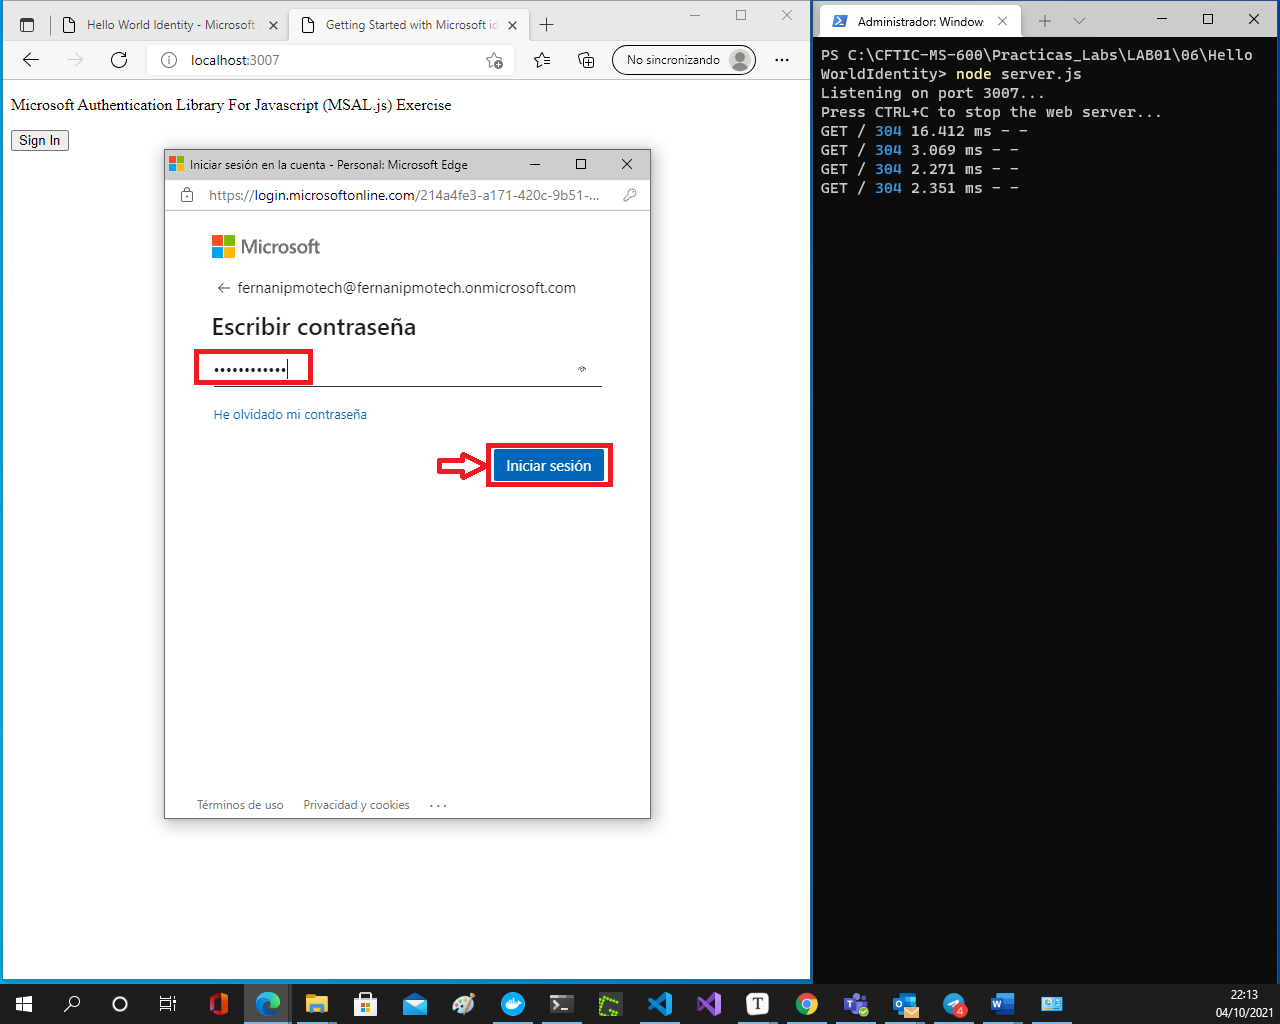 Hello World Identity - Microsoft
Getting Started with Microsoft id
localhost:3007
No sincronizando
Microsoft Authentication Library For Javascript (MSAL.js) Exercise
Sign In
Iniciar sesión en la cuenta - Personal: Microsoft Edge
https://login.microsoftonline.com/214a4fe3-a171-420c-9b51-...
Microsoft
fernanipmotech@fernanipmotech.onmicrosoft.com
Escribir contraseña
He olvidado mi contraseña
Iniciar sesión
Términos de uso
Privacidad y cookies
Administrador: Windows
PS C:\CFTIC-MS-600\Practicas_Labs\LAB01\06\Hello
WorldIdentity> node server.js
Listening on port 3007...
Press CTRL+C to stop the web server...
GET / 304 16.412 ms - -
GET / 304 3.069 ms - -
GET / 304 2.271 ms - -
GET / 304 2.351 ms - -
T
4
22:13
04/10/2021